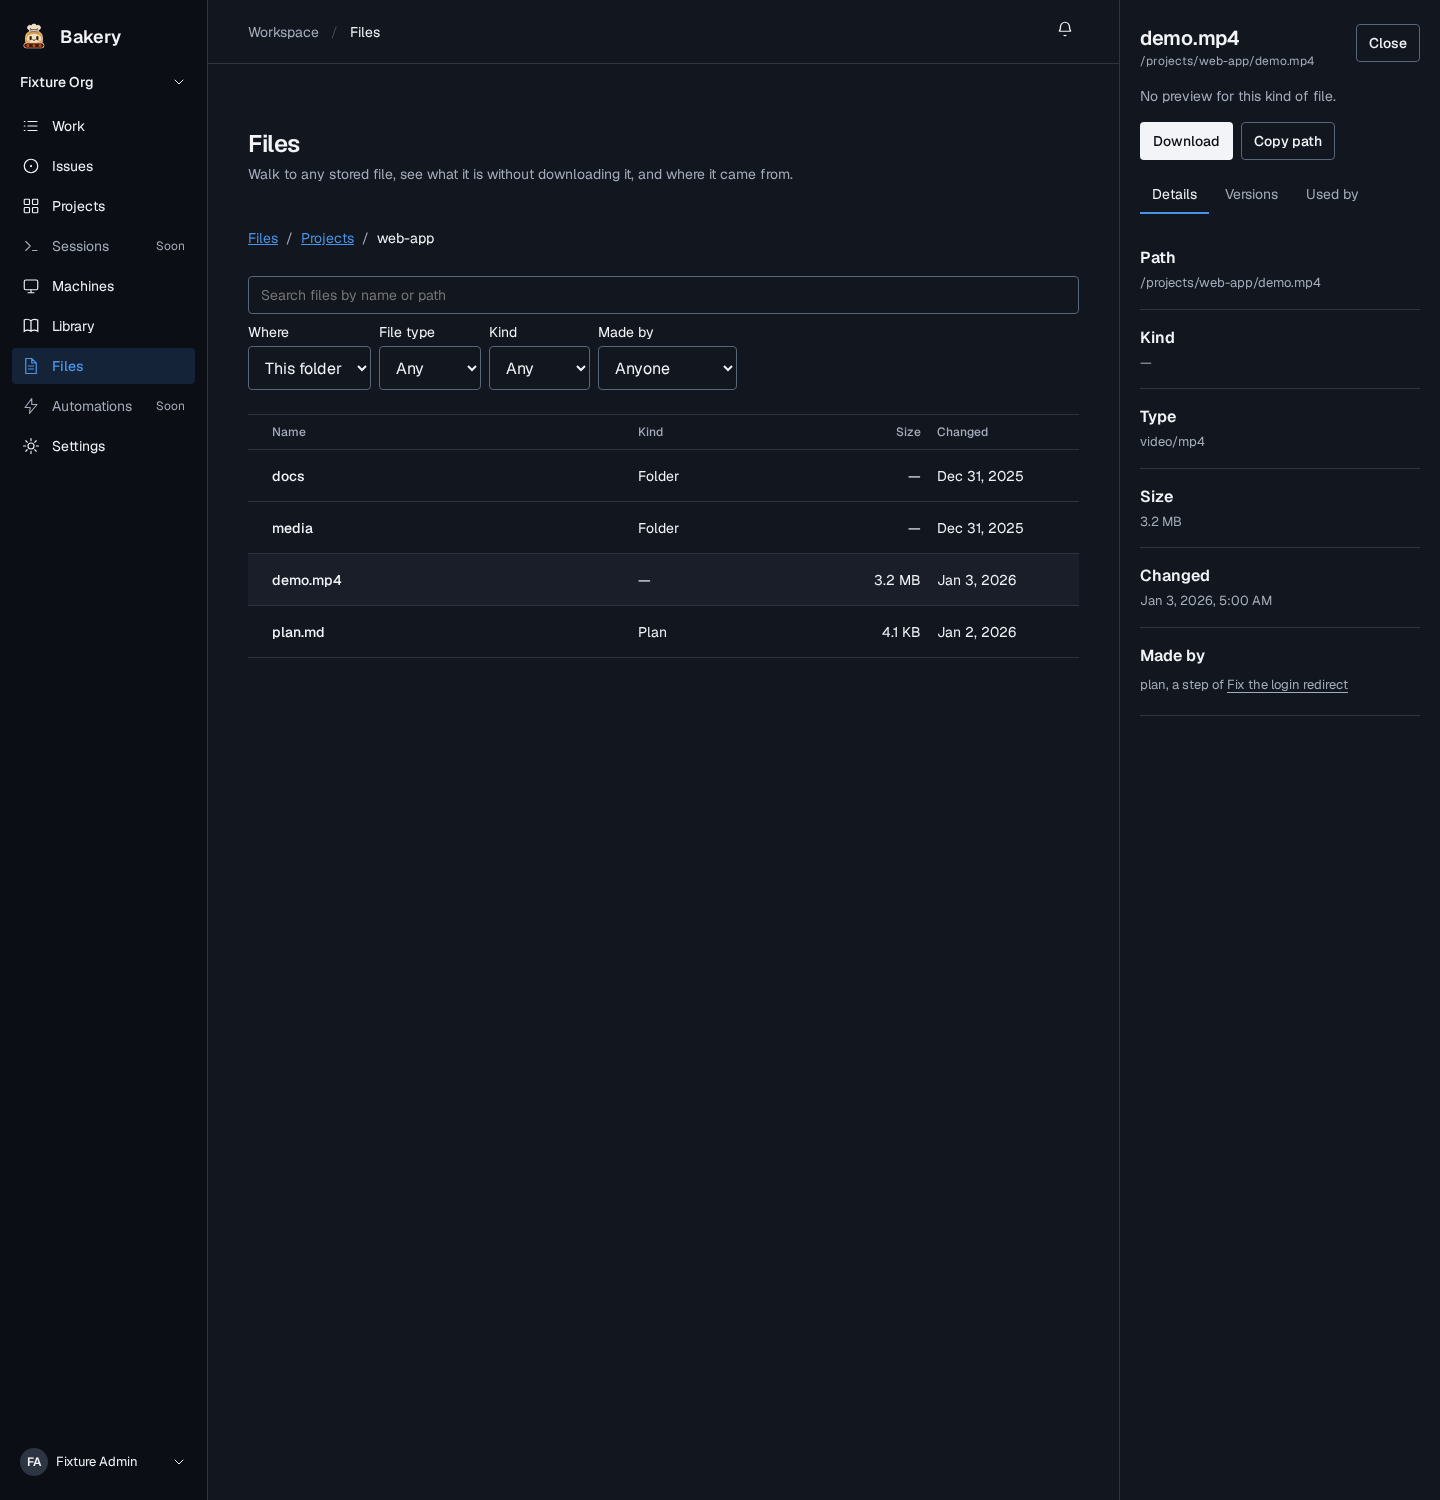 Bakery
Fixture Org
Work
Issues
Projects
Sessions Soon
Machines
Library
Files
Automations Soon
Settings
FA Fixture Admin
Workspace / Files
Files
Walk to any stored file, see what it is without downloading it, and where it came from.
Files / Projects / web-app
Search files by name or path
Where File type Kind Made by
This folder Any Any Anyone
Name Kind Size Changed
docs Folder — Dec 31, 2025
media Folder — Dec 31, 2025
demo.mp4 — 3.2 MB Jan 3, 2026
plan.md Plan 4.1 KB Jan 2, 2026
demo.mp4
/projects/web-app/demo.mp4
Close
No preview for this kind of file.
Download Copy path
Details Versions Used by
Path
/projects/web-app/demo.mp4
Kind
—
Type
video/mp4
Size
3.2 MB
Changed
Jan 3, 2026, 5:00 AM
Made by
plan, a step of Fix the login redirect